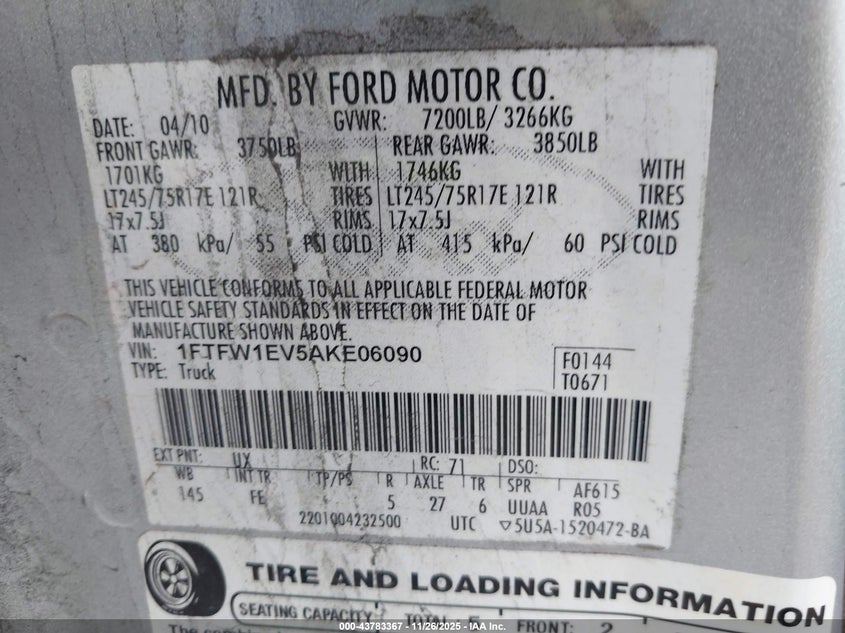 MFD. BY FORD MOTOR CO.
DATE: 04/10 GVWR: 7200LB/ 3266KG
FRONT GAWR: 3750LB REAR GAWR: 3850LB
1701KG WITH 1746KG WITH
LT245/75R17E 121R TIRES LT245/75R17E 121R TIRES
17x7.5J RIMS 17x7.5J RIMS
AT 380 kPa/ 55 PSI COLD AT 415 kPa/ 60 PSI COLD
THIS VEHICLE CONFORMS TO ALL APPLICABLE FEDERAL MOTOR
VEHICLE SAFETY STANDARDS IN EFFECT ON THE DATE OF
MANUFACTURE SHOWN ABOVE.
VIN: 1FTFW1EV5AKE06090 F0144
TYPE: Truck T0671
EXT PNT: UX RC: 71 DSO:
WB INT TR TP/PS R AXLE TR SPR AF615
145 FE 5 27 6 UUAA R05
2201004232500 UTC ▽5U5A-1520472-BA
TIRE AND LOADING INFORMATION
SEATING CAPACITY TOTAL 5 FRONT: 2
000-43783367 - 11/26/2025 - IAA Inc.